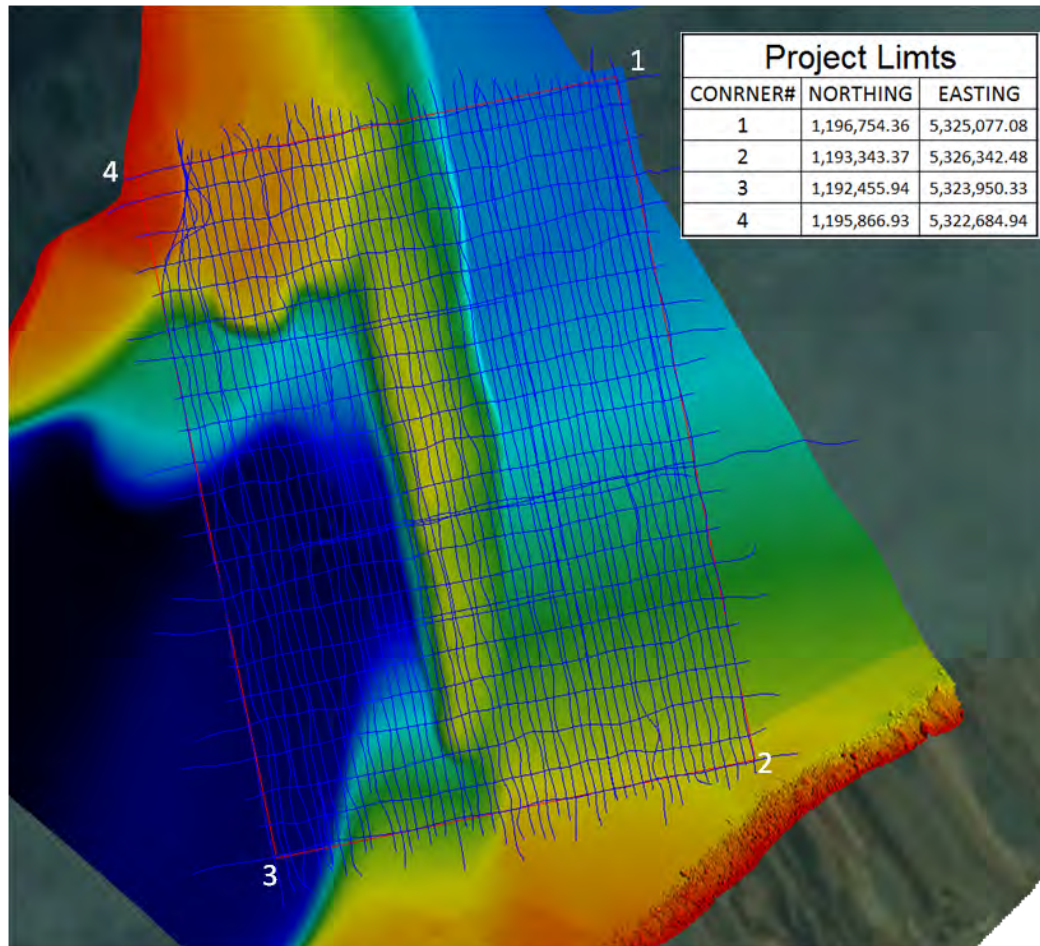 1
Project Limts
CONRNER# NORTHING EASTING
1 1,196,754.36 5,325,077.08
2 1,193,343.37 5,326,342.48
3 1,192,455.94 5,323,950.33
4 1,195,866.93 5,322,684.94
4
2
3